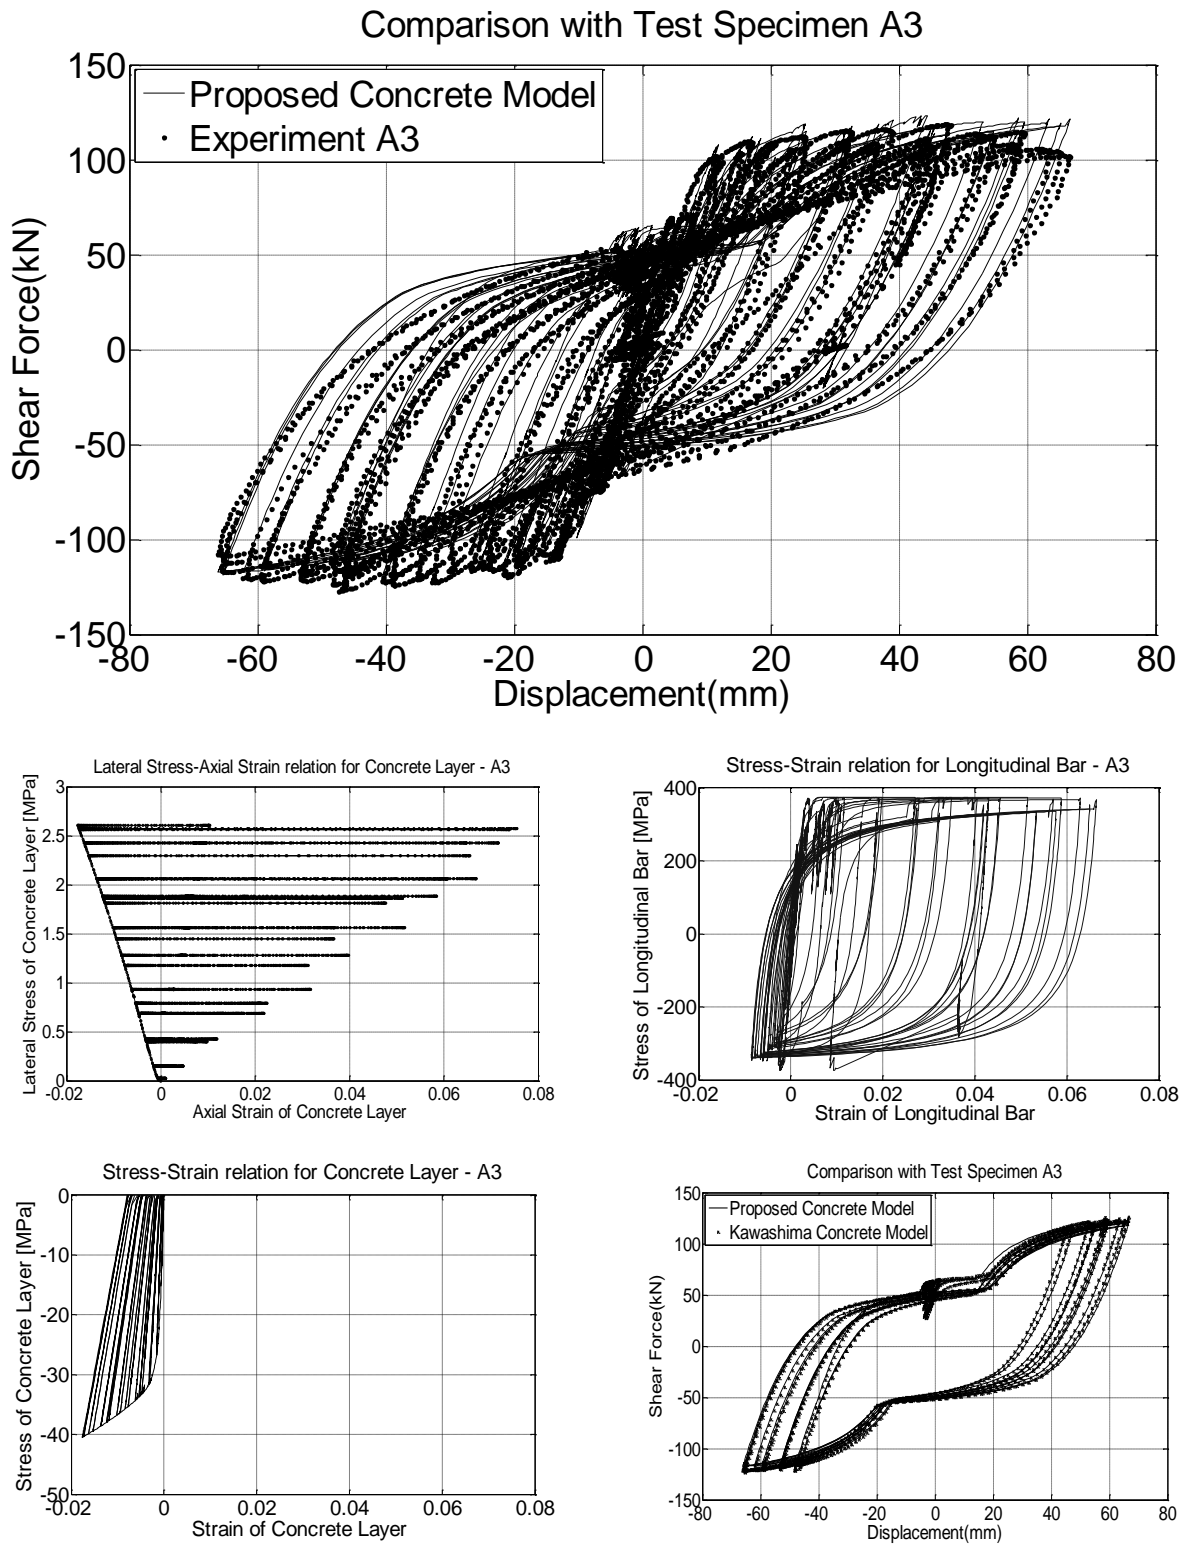 Comparison with Test Specimen A3
150
100
50
0
-50
-100
-150
Shear Force(kN)
Proposed Concrete Model
Experiment A3
-80 -60 -40 -20 0 20 40 60 80
Displacement(mm)
Lateral Stress-Axial Strain relation for Concrete Layer - A3
3
2.5
2
1.5
1
0.5
0
Lateral Stress of Concrete Layer [MPa]
-0.02 0 0.02 0.04 0.06 0.08
Axial Strain of Concrete Layer
Stress-Strain relation for Longitudinal Bar - A3
400
200
0
-200
-400
Stress of Longitudinal Bar [MPa]
-0.02 0 0.02 0.04 0.06 0.08
Strain of Longitudinal Bar
Stress-Strain relation for Concrete Layer - A3
0
-10
-20
-30
-40
-50
Stress of Concrete Layer [MPa]
-0.02 0 0.02 0.04 0.06 0.08
Strain of Concrete Layer
Comparison with Test Specimen A3
150
100
50
0
-50
-100
-150
Shear Force(kN)
Proposed Concrete Model
Kawashima Concrete Model
-80 -60 -40 -20 0 20 40 60 80
Displacement(mm)